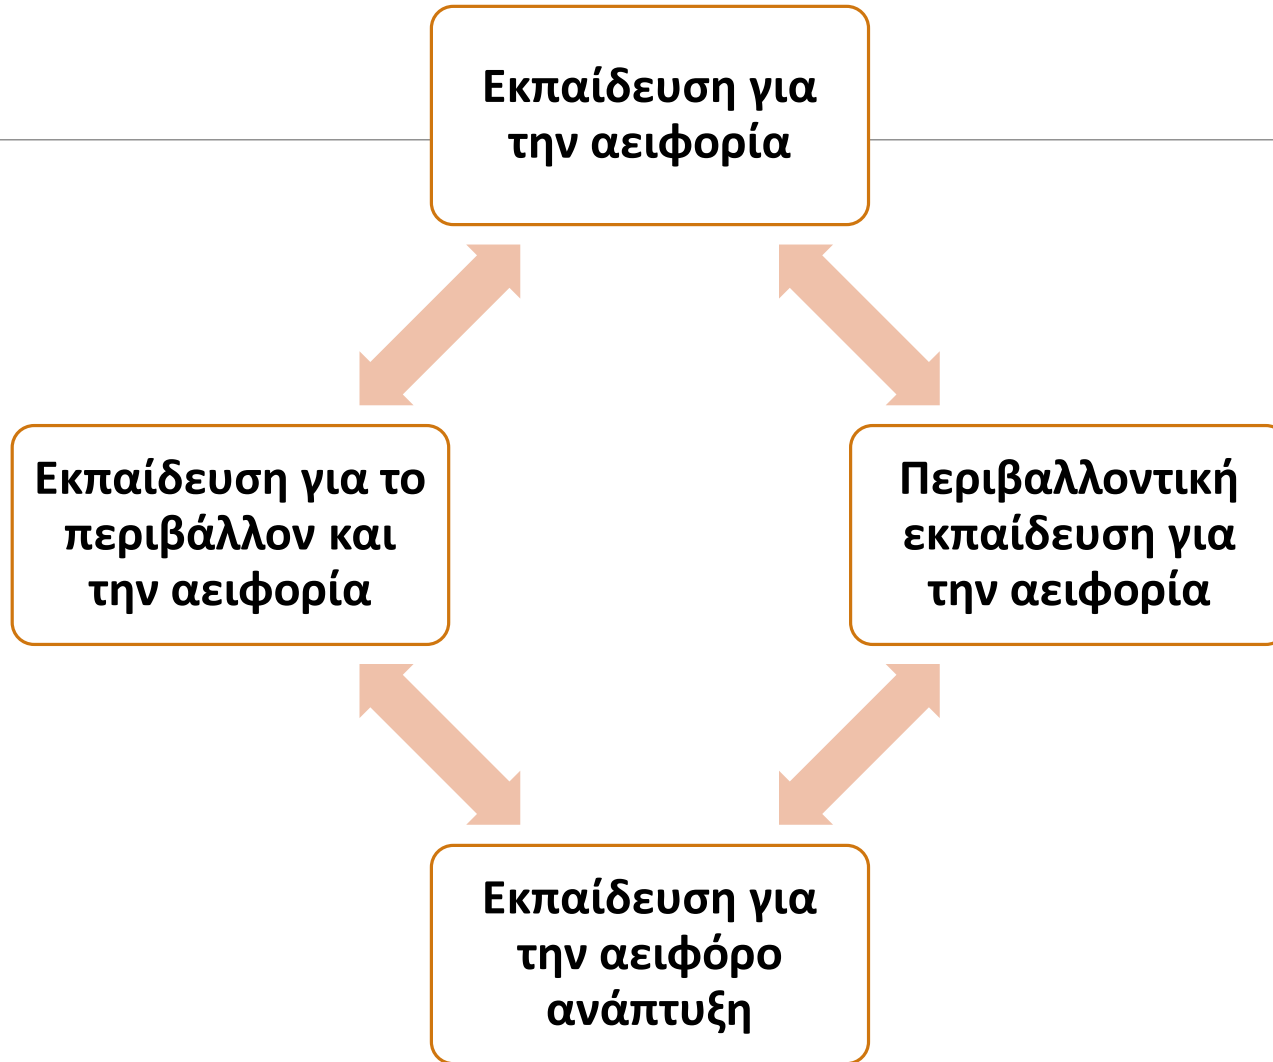 Εκπαίδευση για
την αειφορία
Εκπαίδευση για το
περιβάλλον και
την αειφορία
Περιβαλλοντική
εκπαίδευση για
την αειφορία
Εκπαίδευση για
την αειφόρο
ανάπτυξη